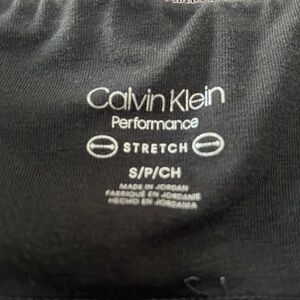 Calvin Klein
Performance
STRETCH
S/P/CH
MADE IN JORDAN
FABRIQUÉ EN JORDANIE
HECHO EN JORDANIA